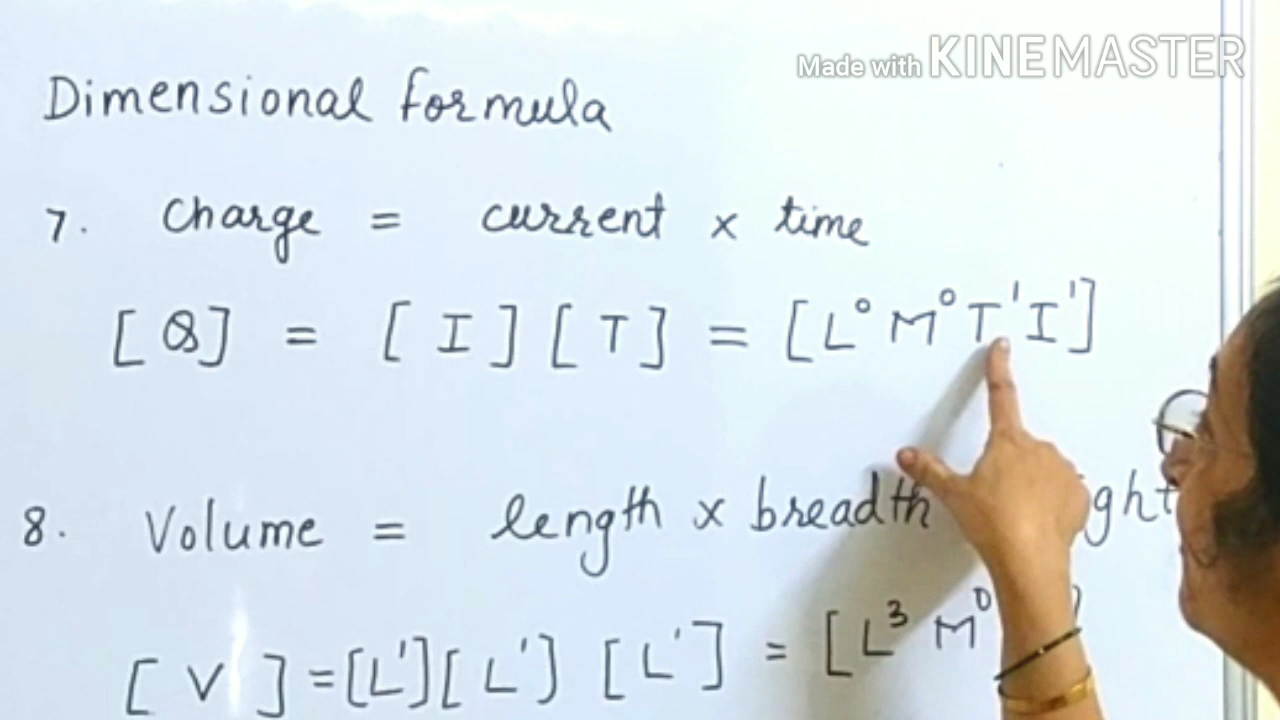 Made with KINEMASTER
Dimensional formula
7. Charge = current x time
[Q] = [I][T] = [L⁰M⁰T¹I¹]
8. Volume = length x breadth
[V] = [L¹][L¹][L¹] = [L³ M⁰